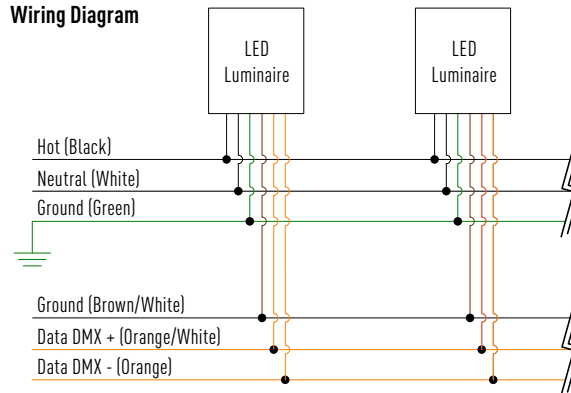 Wiring Diagram
LED
Luminaire
LED
Luminaire
Hot (Black)
Neutral (White)
Ground (Green)
Ground (Brown/White)
Data DMX + (Orange/White)
Data DMX - (Orange)